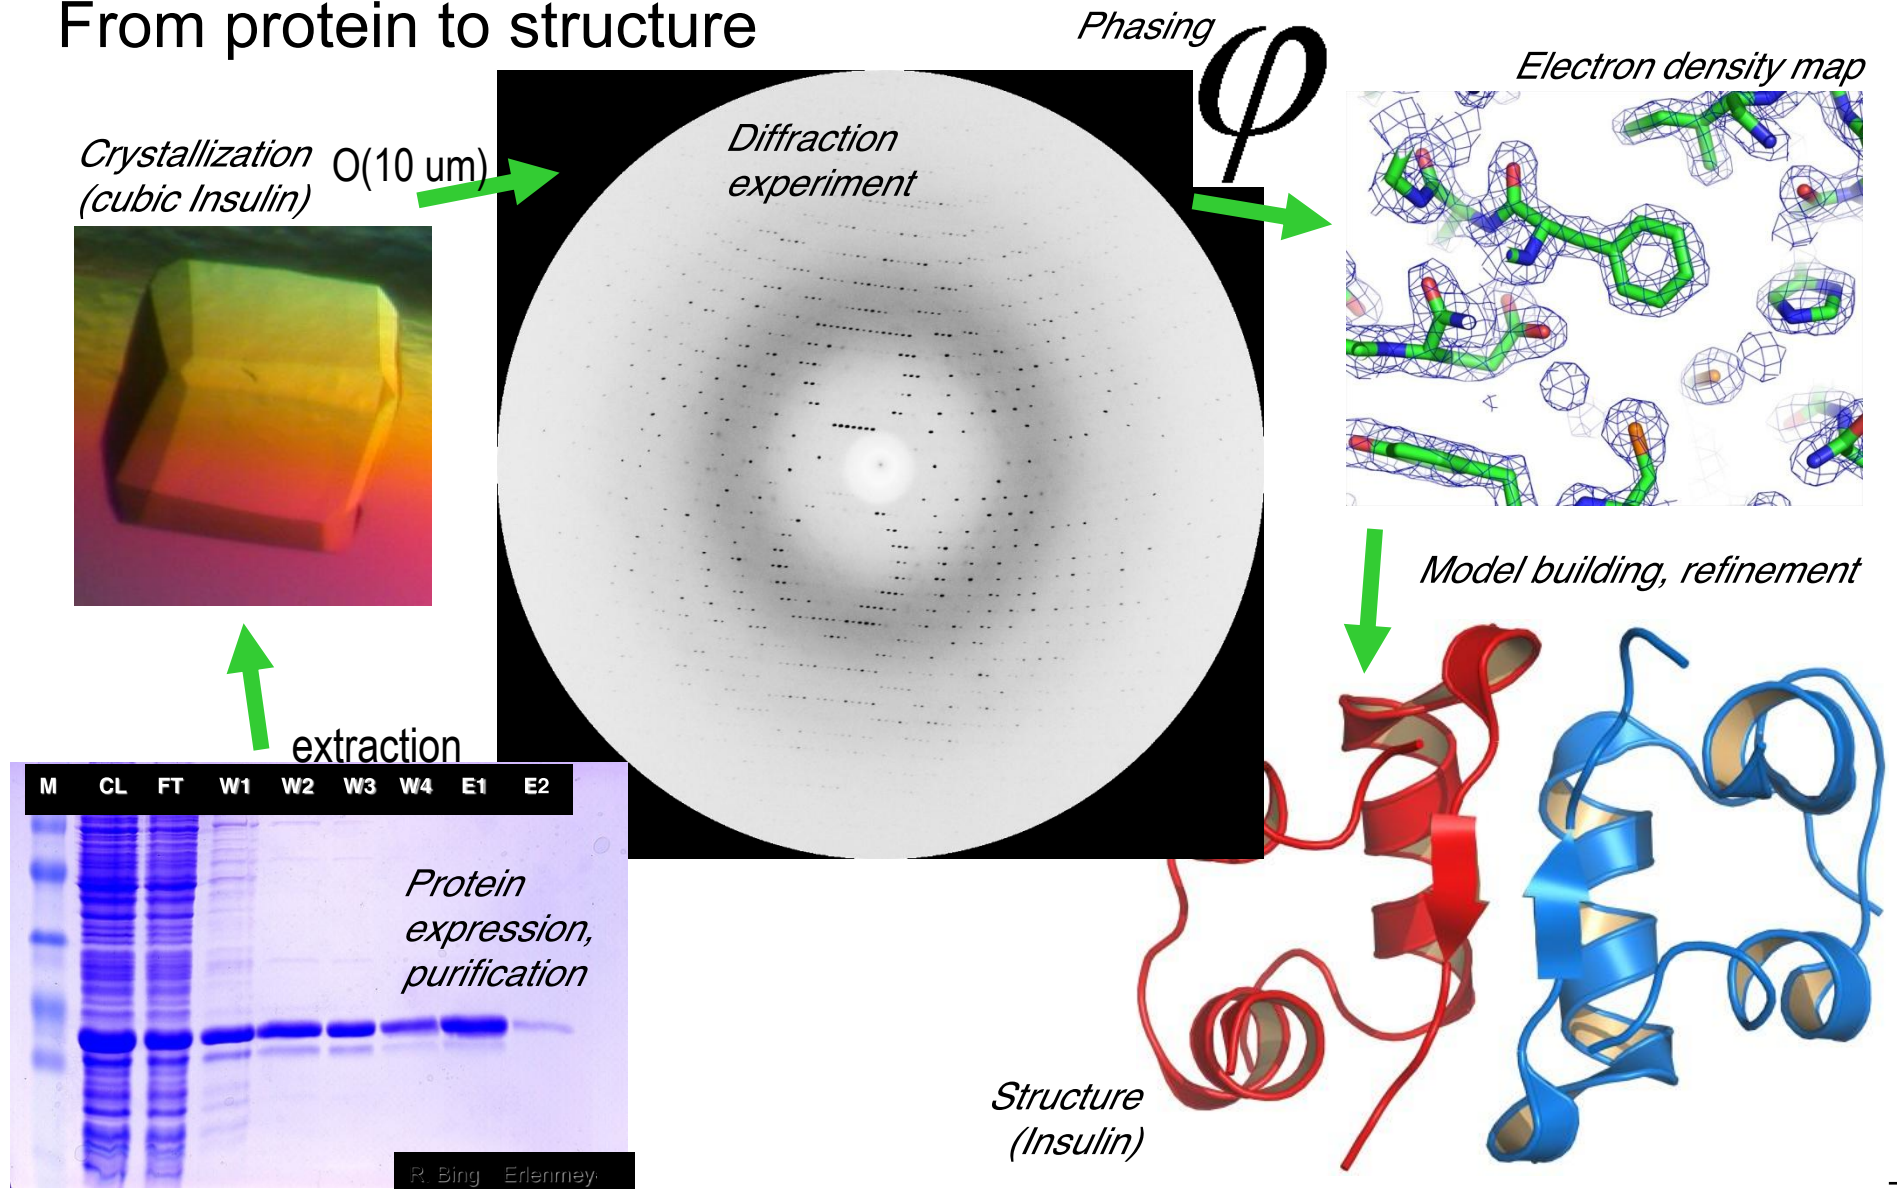 From protein to structure
Phasing
φ
Electron density map
Crystallization
(cubic Insulin)
O(10 um)
Diffraction
experiment
Model building, refinement
extraction
M CL FT W1 W2 W3 W4 E1 E2
Protein
expression,
purification
Structure
(Insulin)
R. Bing Erlenmey-